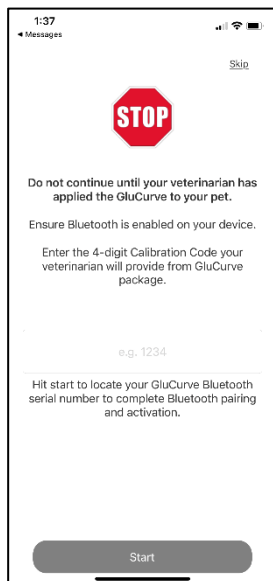 1:37
◀ Messages
Skip
STOP
Do not continue until your veterinarian has
applied the GluCurve to your pet.
Ensure Bluetooth is enabled on your device.
Enter the 4-digit Calibration Code your
veterinarian will provide from GluCurve
package.
e.g. 1234
Hit start to locate your GluCurve Bluetooth
serial number to complete Bluetooth pairing
and activation.
Start